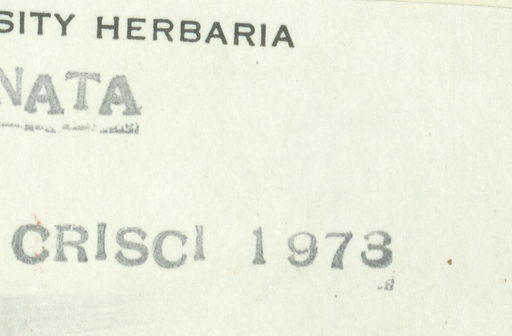 SITY HERBARIA
NATA
CRISCI 1973